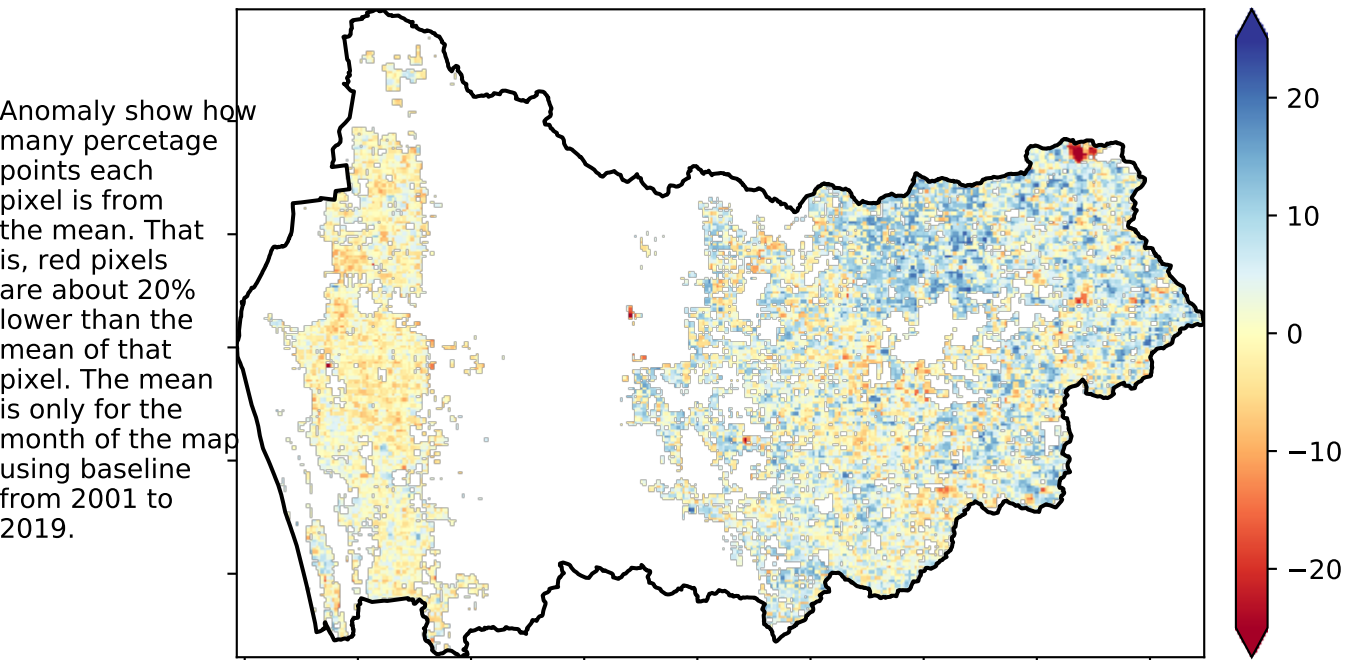 Anomaly show how
many percetage
points each
pixel is from
the mean. That
is, red pixels
are about 20%
lower than the
mean of that
pixel. The mean
is only for the
month of the map
using baseline
from 2001 to
2019.
20
10
0
−10
−20